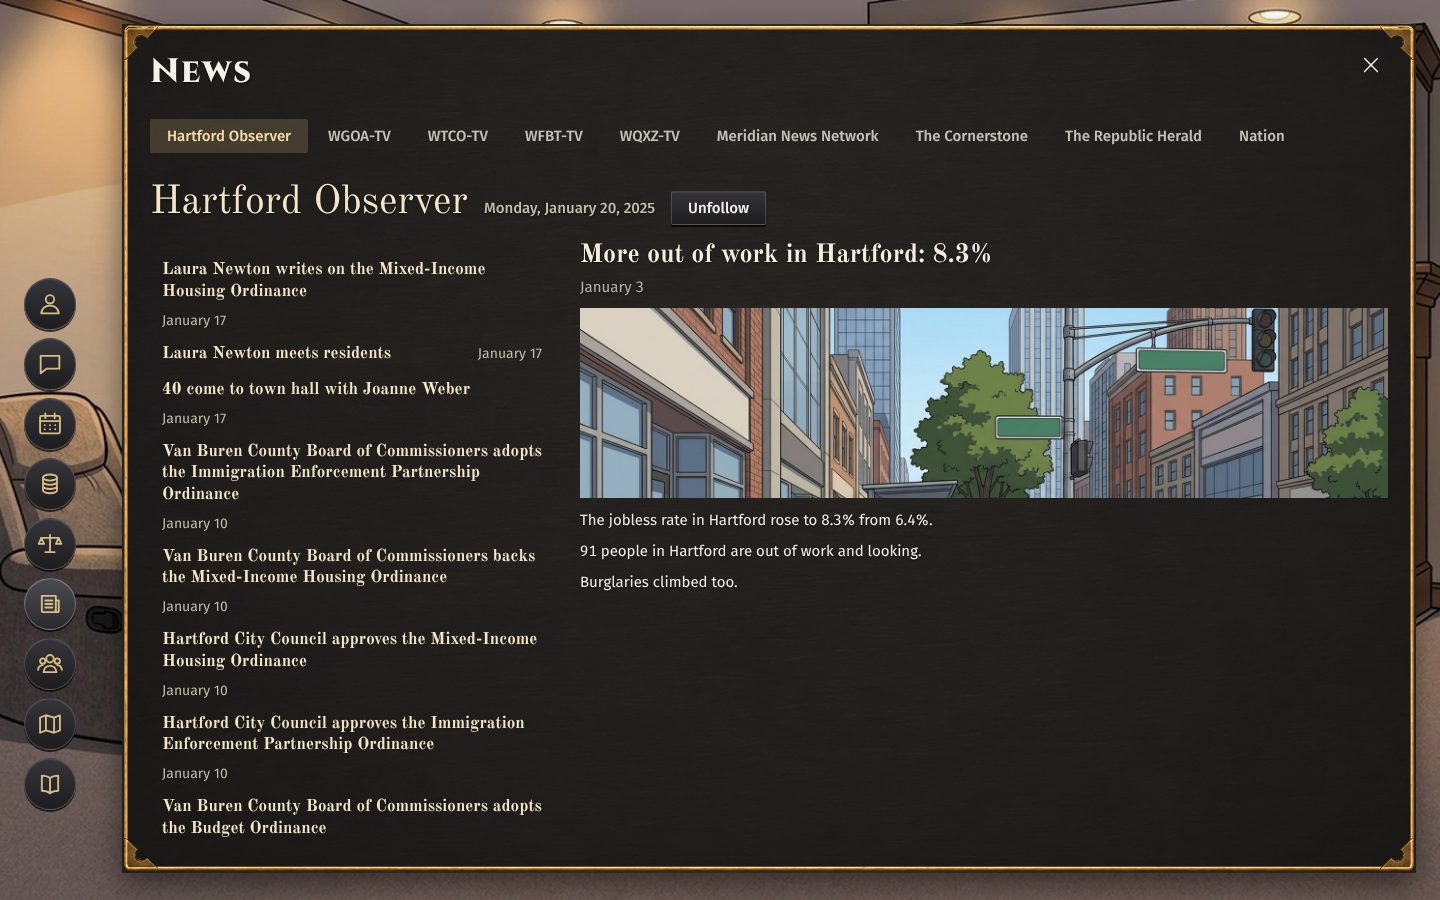 News
Hartford Observer
WGOA-TV
WTCO-TV
WFBT-TV
WQXZ-TV
Meridian News Network
The Cornerstone
The Republic Herald
Nation
Hartford Observer
Monday, January 20, 2025
Unfollow
Laura Newton writes on the Mixed-Income
Housing Ordinance
January 17
Laura Newton meets residents
January 17
40 come to town hall with Joanne Weber
January 17
Van Buren County Board of Commissioners adopts
the Immigration Enforcement Partnership
Ordinance
January 10
Van Buren County Board of Commissioners backs
the Mixed-Income Housing Ordinance
January 10
Hartford City Council approves the Mixed-Income
Housing Ordinance
January 10
Hartford City Council approves the Immigration
Enforcement Partnership Ordinance
January 10
Van Buren County Board of Commissioners adopts
the Budget Ordinance
More out of work in Hartford: 8.3%
January 3
The jobless rate in Hartford rose to 8.3% from 6.4%.
91 people in Hartford are out of work and looking.
Burglaries climbed too.